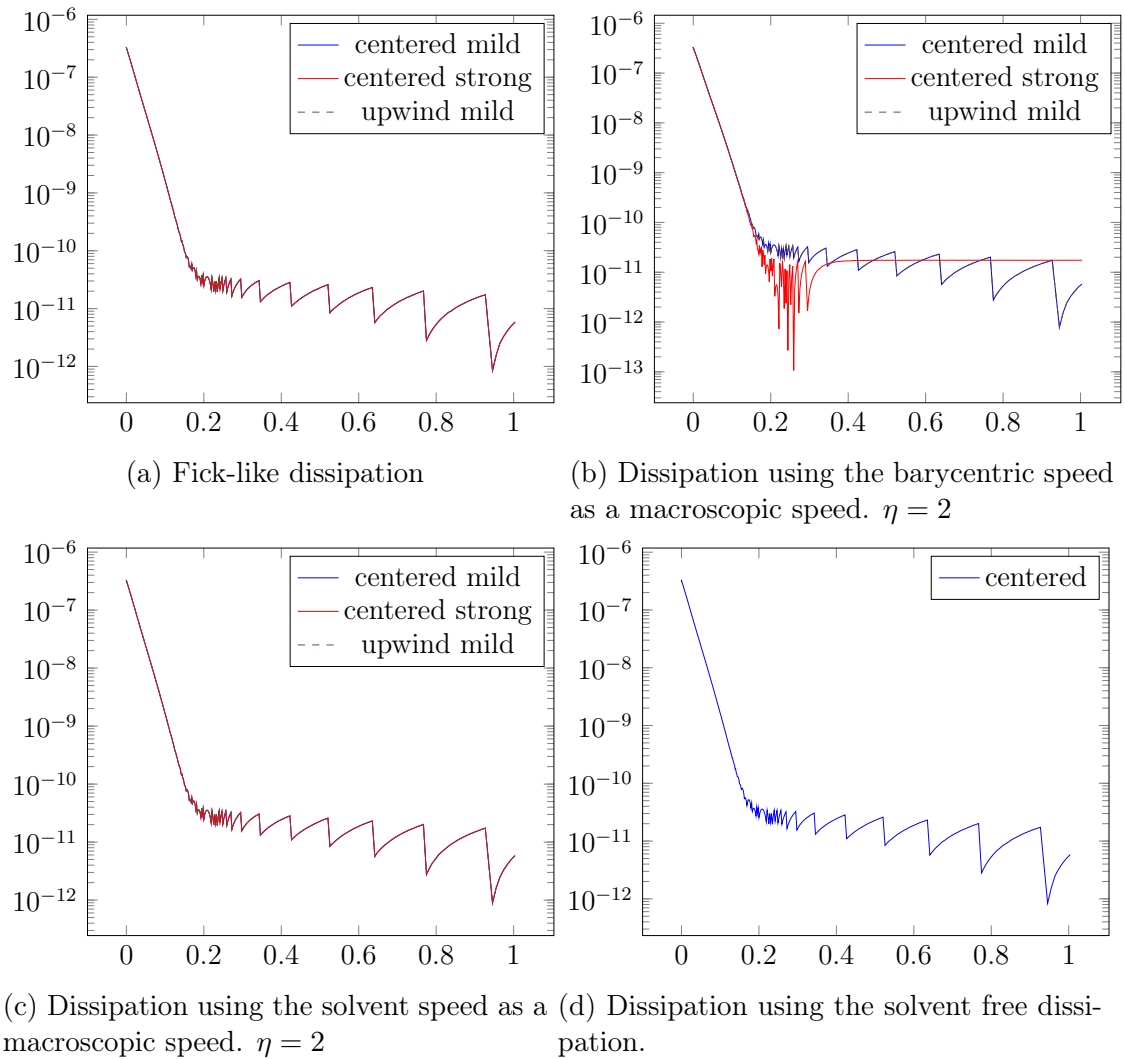 10^{-6}
10^{-7}
10^{-8}
10^{-9}
10^{-10}
10^{-11}
10^{-12}
0 0.2 0.4 0.6 0.8 1
centered mild
centered strong
upwind mild
(a) Fick-like dissipation
10^{-6}
10^{-7}
10^{-8}
10^{-9}
10^{-10}
10^{-11}
10^{-12}
10^{-13}
0 0.2 0.4 0.6 0.8 1
centered mild
centered strong
upwind mild
(b) Dissipation using the barycentric speed
as a macroscopic speed. η = 2
10^{-6}
10^{-7}
10^{-8}
10^{-9}
10^{-10}
10^{-11}
10^{-12}
0 0.2 0.4 0.6 0.8 1
centered mild
centered strong
upwind mild
(c) Dissipation using the solvent speed as a
macroscopic speed. η = 2
10^{-6}
10^{-7}
10^{-8}
10^{-9}
10^{-10}
10^{-11}
10^{-12}
0 0.2 0.4 0.6 0.8 1
centered
(d) Dissipation using the solvent free dissi-
pation.